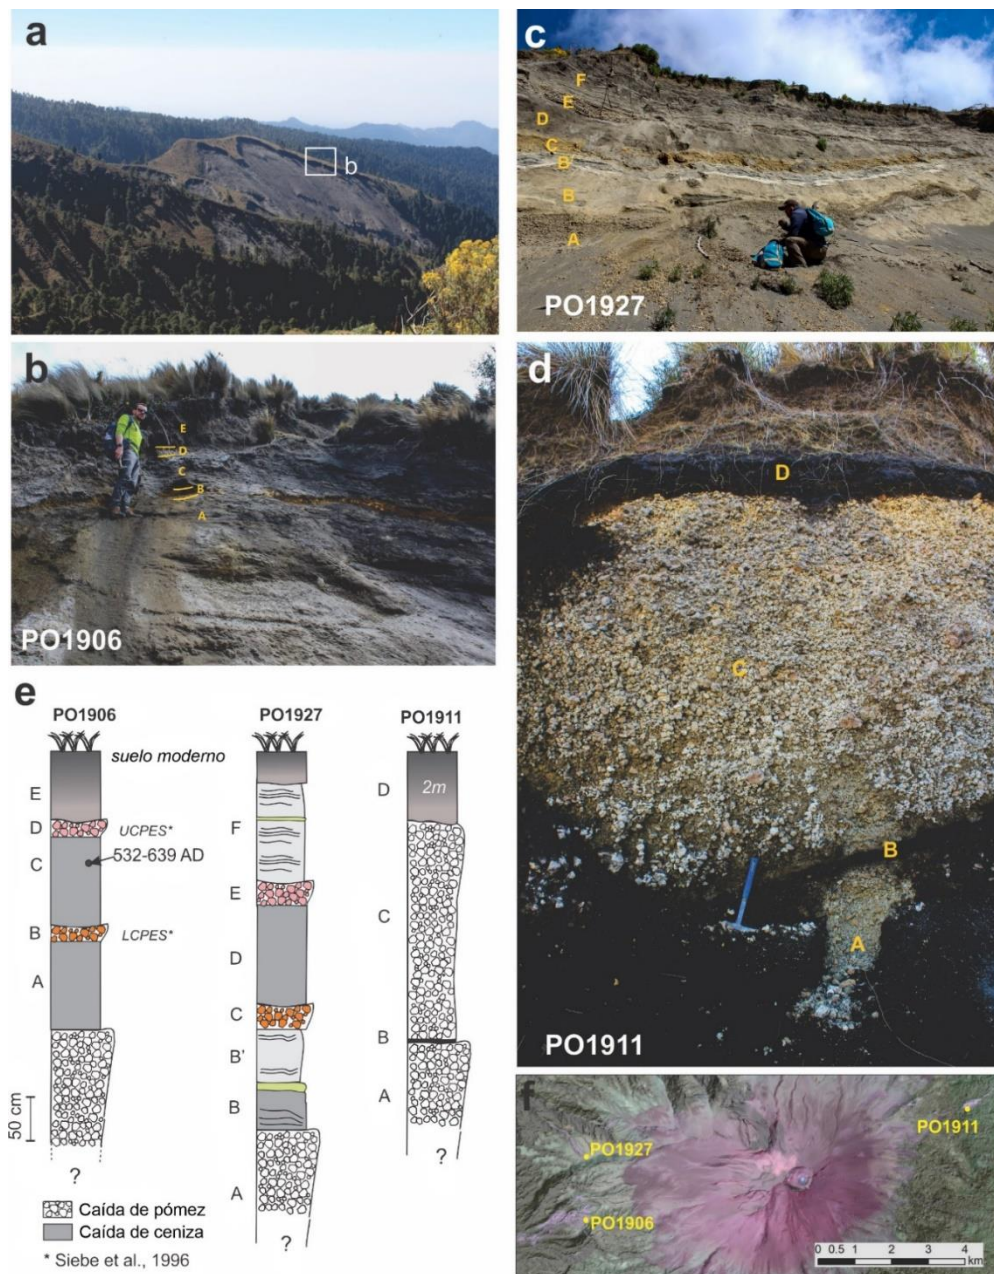 a
b
c
F
E
D
C
B'
B
A
PO1927
b
E
D
C
B
A
PO1906
d
D
C
B
A
PO1911
e
PO1906
PO1927
PO1911
suelo moderno
E
D
UCPES*
C
532-639 AD
B
LCPES*
A
50 cm
?
F
E
D
C
B'
B
A
?
D
2m
C
B
A
?
Caída de pómez
Caída de ceniza
* Siebe et al., 1996
f
PO1911
PO1927
PO1906
0 0.5 1 2 3 4
km